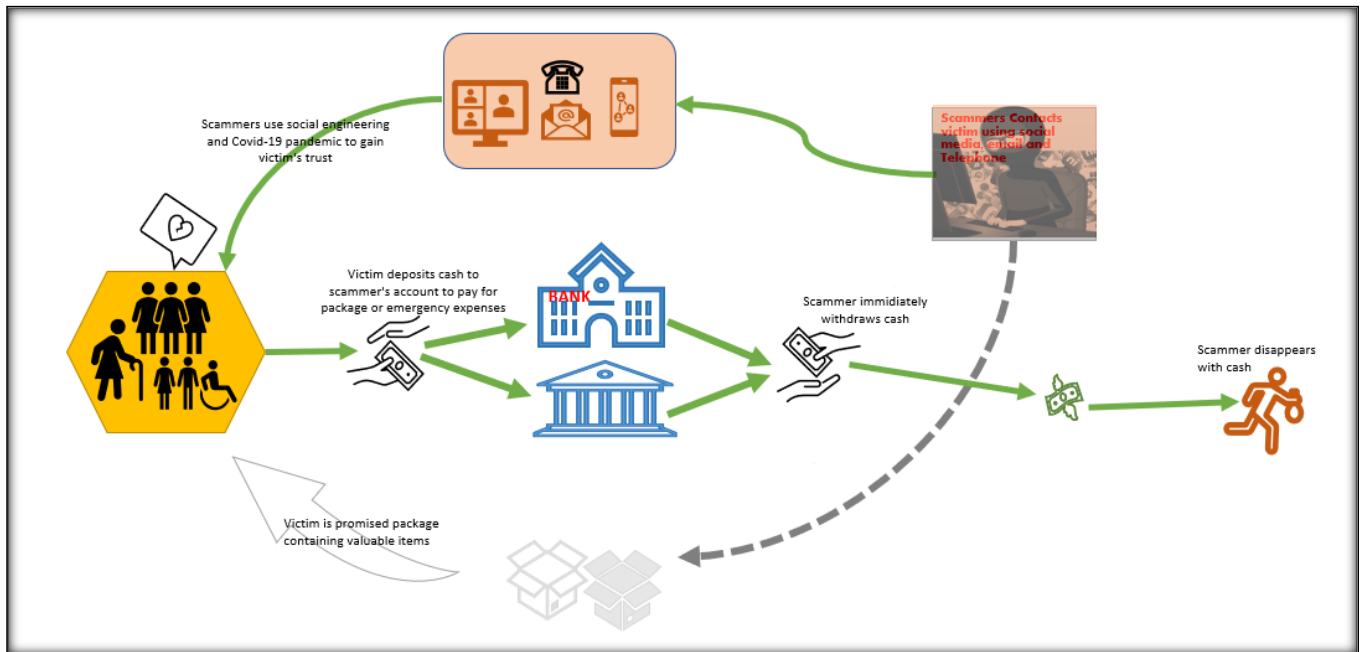 Scammers Contacts
victim using social
media, email and
Telephone
Scammers use social engineering
and Covid-19 pandemic to gain
victim's trust
Victim deposits cash to
scammer's account to pay for
package or emergency expenses
BANK
Scammer immidiately
withdraws cash
Scammer disappears
with cash
Victim is promised package
containing valuable items